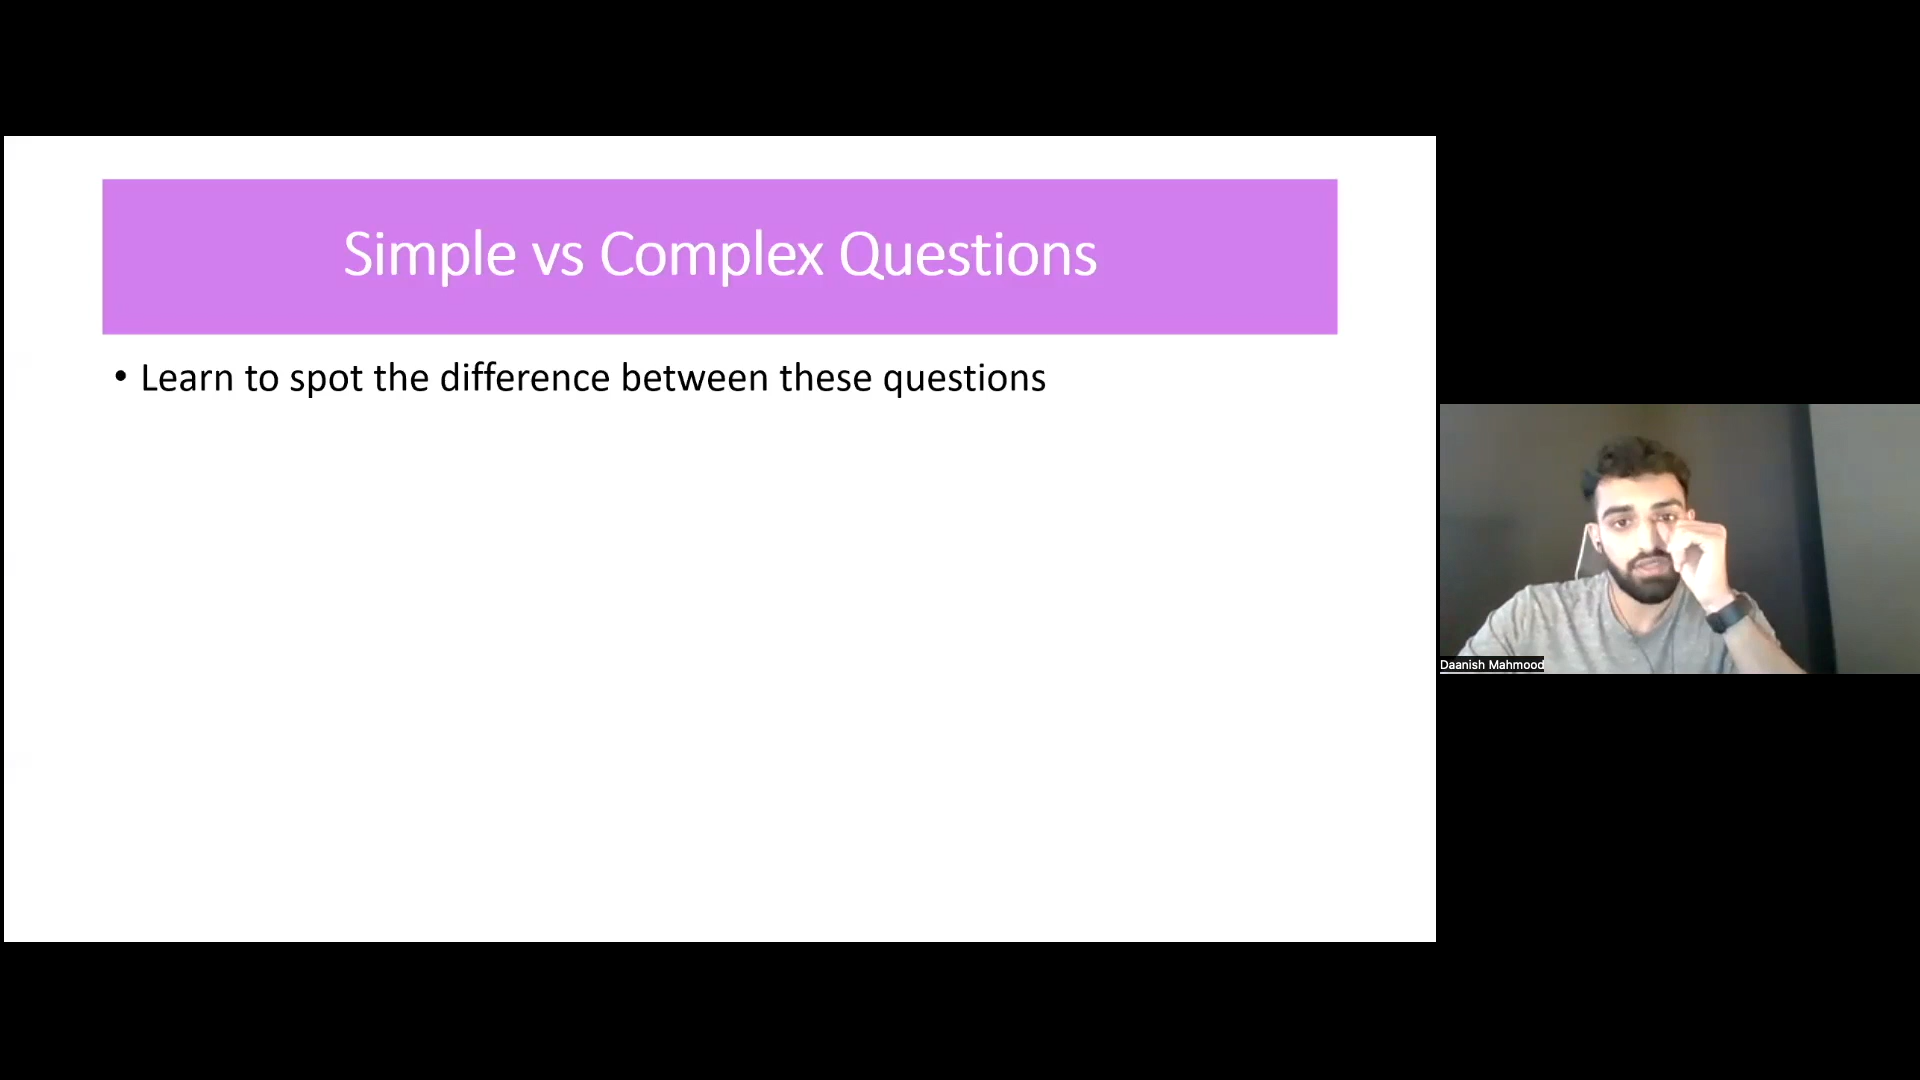 Simple vs Complex Questions
• Learn to spot the difference between these questions
Daanish Mahmood